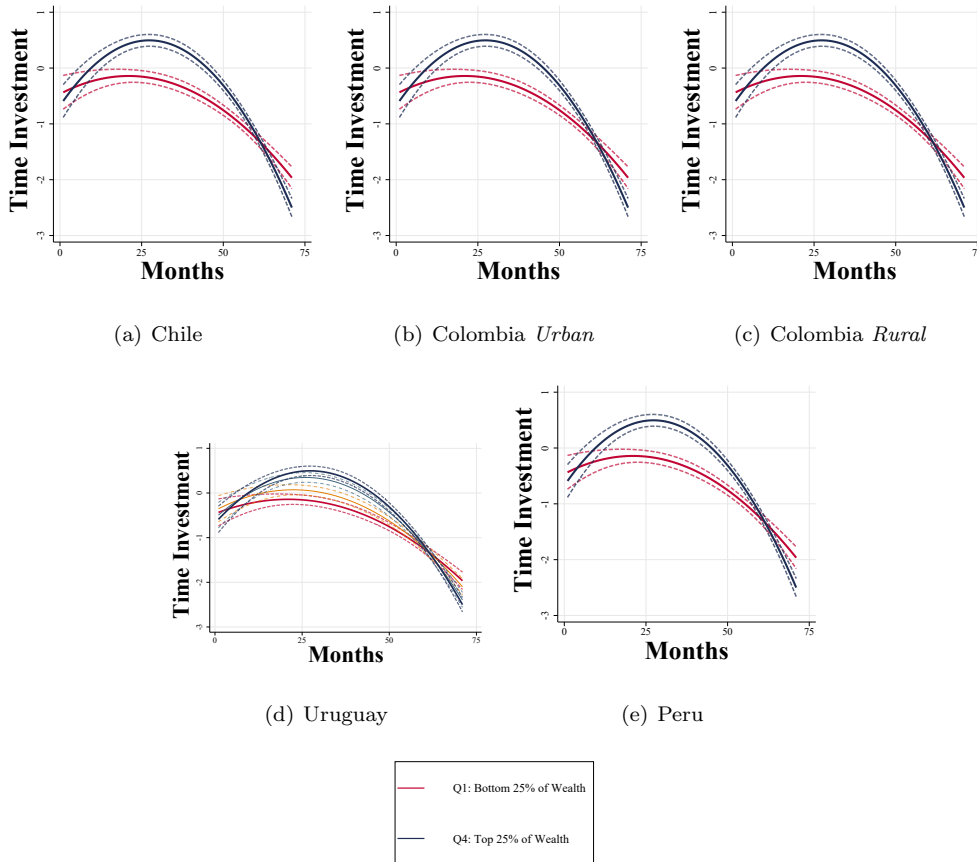 1
0
-1
-2
-3
Time Investment
0
25
50
75
Months
1
0
-1
-2
-3
Time Investment
0
25
50
75
Months
1
0
-1
-2
-3
Time Investment
0
25
50
75
Months
(a) Chile
(b) Colombia Urban
(c) Colombia Rural
1
0
-1
-2
-3
Time Investment
0
25
50
75
Months
1
0
-1
-2
-3
Time Investment
0
25
50
75
Months
(d) Uruguay
(e) Peru
Q1: Bottom 25% of Wealth
Q4: Top 25% of Wealth